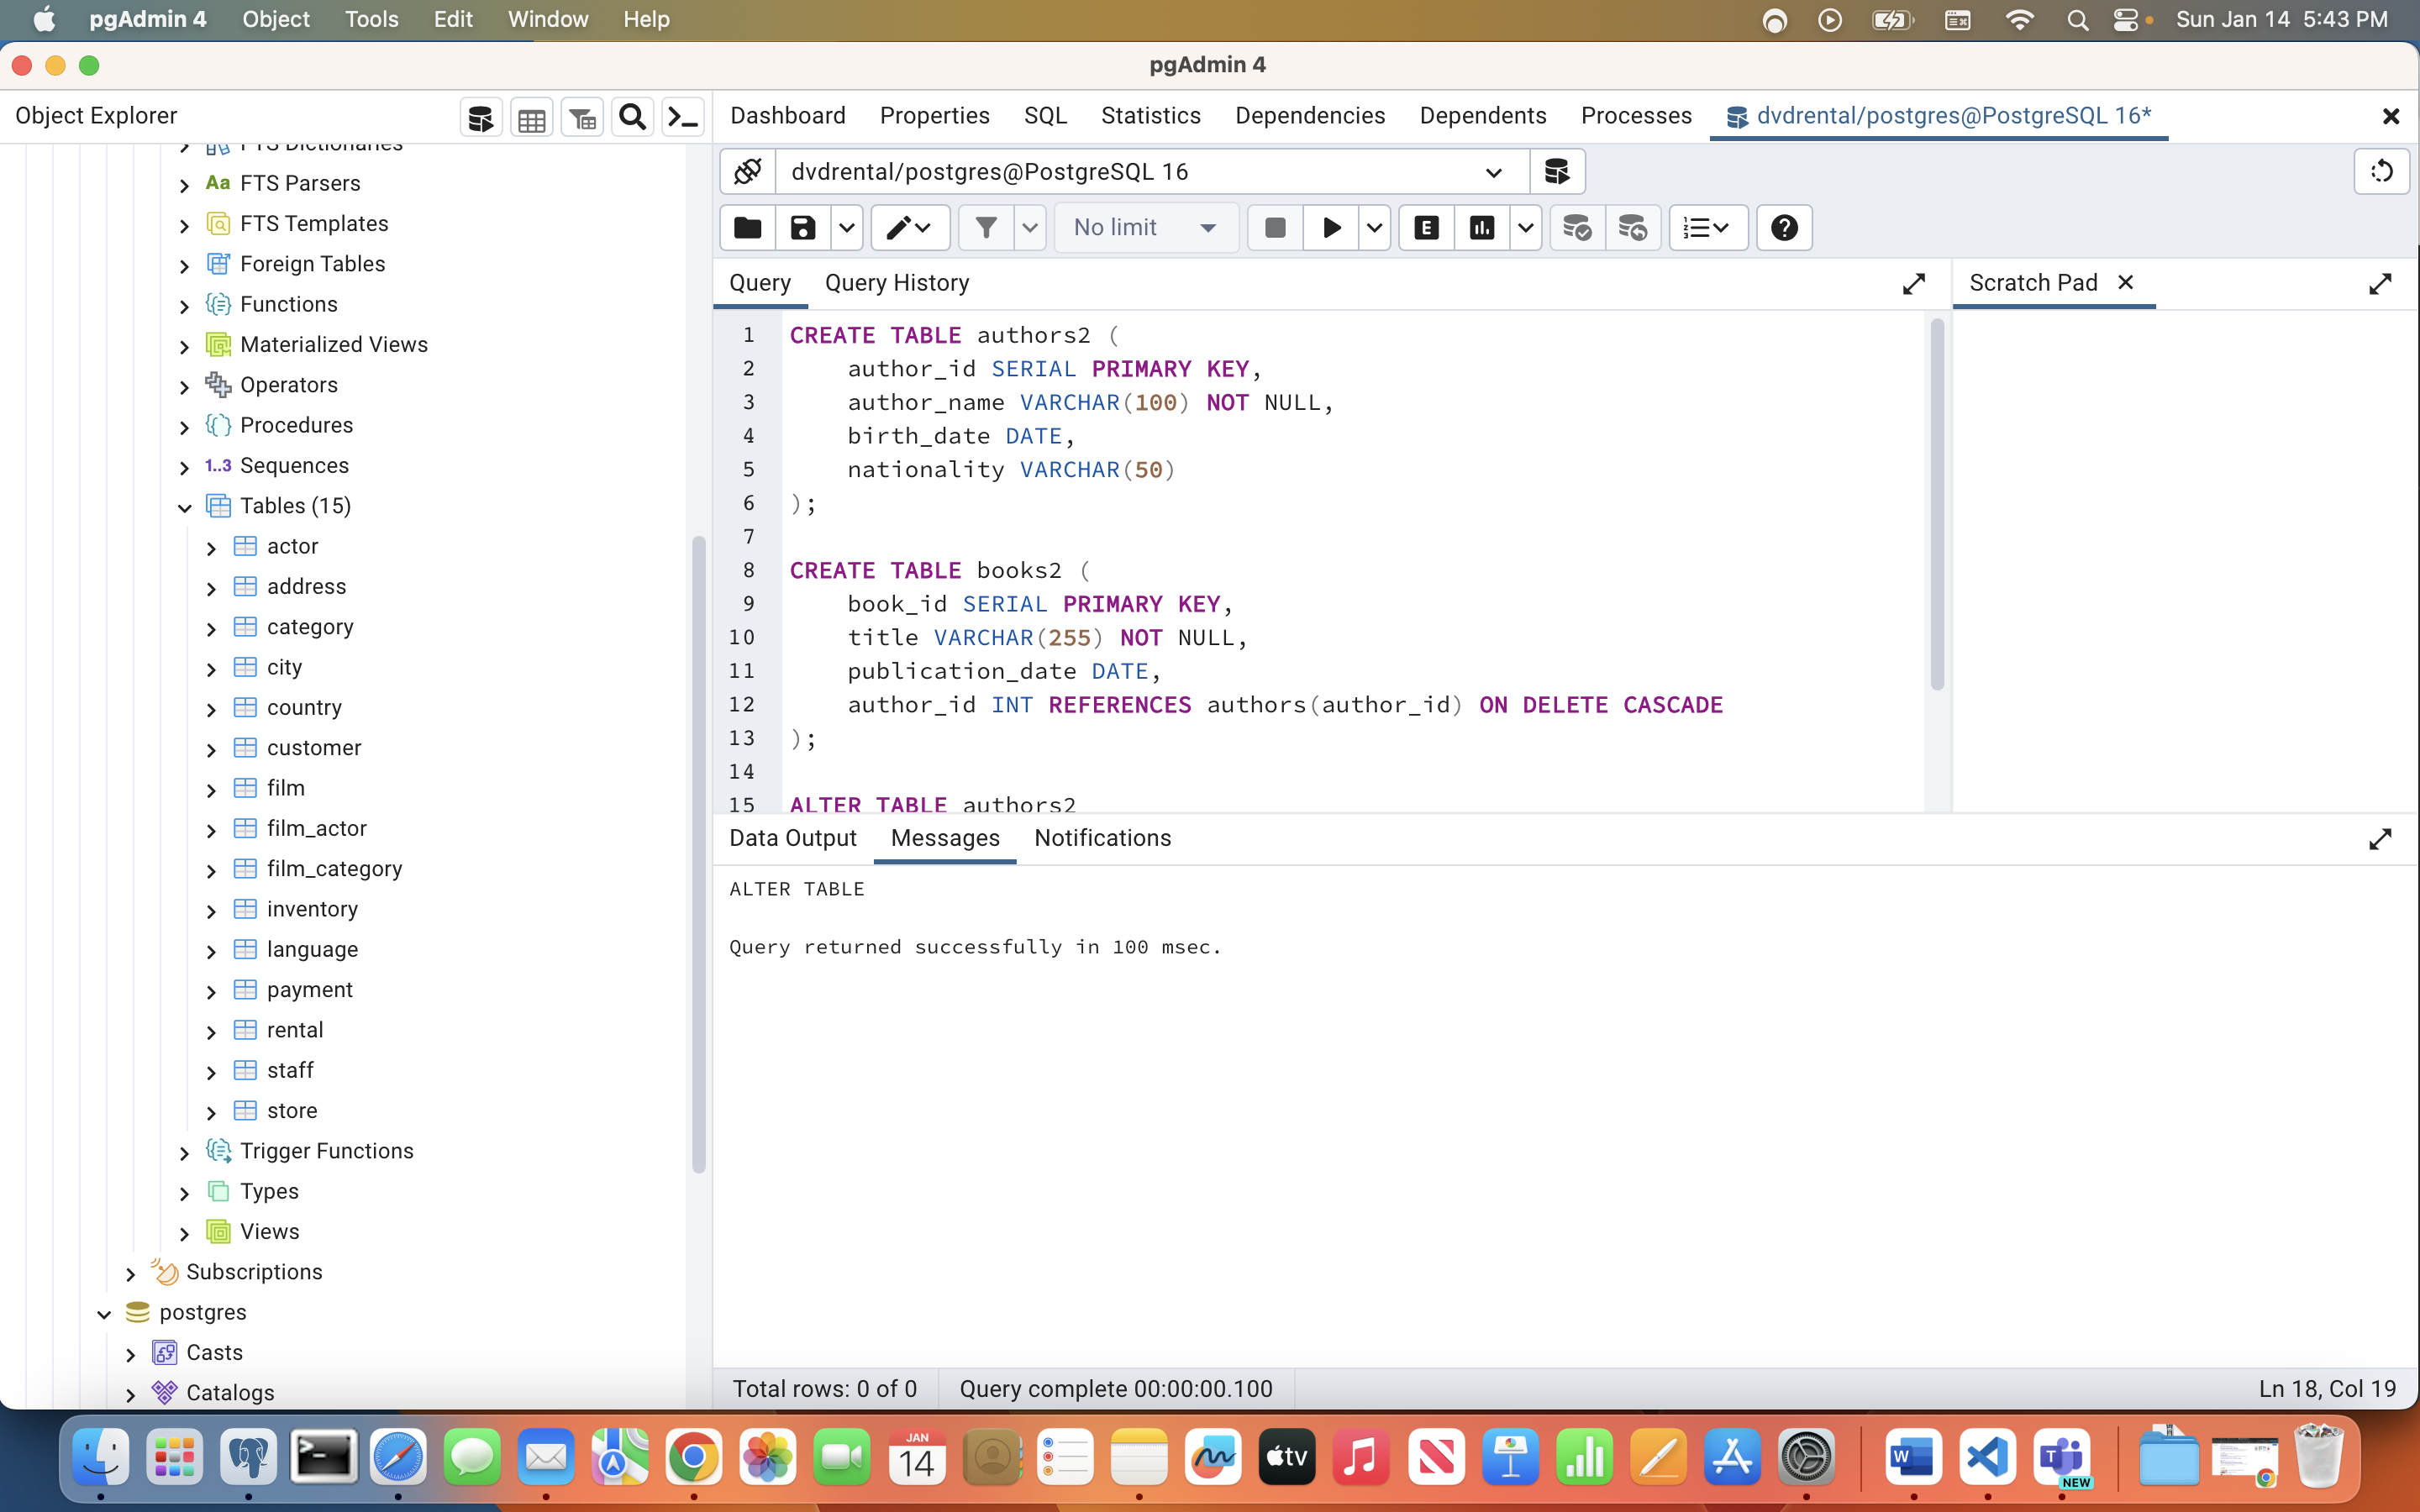 pgAdmin 4 Object Tools Edit Window Help Sun Jan 14 5:43 PM
pgAdmin 4
Object Explorer
Dashboard Properties SQL Statistics Dependencies Dependents Processes dvdrental/postgres@PostgreSQL 16*
FTS Dictionaries
Aa FTS Parsers
FTS Templates
Foreign Tables
Functions
Materialized Views
Operators
Procedures
1..3 Sequences
Tables (15)
actor
address
category
city
country
customer
film
film_actor
film_category
inventory
language
payment
rental
staff
store
Trigger Functions
Types
Views
Subscriptions
postgres
Casts
Catalogs
dvdrental/postgres@PostgreSQL 16
No limit
E
Query Query History
Scratch Pad
1 CREATE TABLE authors2 (
2 author_id SERIAL PRIMARY KEY,
3 author_name VARCHAR(100) NOT NULL,
4 birth_date DATE,
5 nationality VARCHAR(50)
6 );
7
8 CREATE TABLE books2 (
9 book_id SERIAL PRIMARY KEY,
10 title VARCHAR(255) NOT NULL,
11 publication_date DATE,
12 author_id INT REFERENCES authors(author_id) ON DELETE CASCADE
13 );
14
15 ALTER TABLE authors2
Data Output Messages Notifications
ALTER TABLE
Query returned successfully in 100 msec.
Total rows: 0 of 0 Query complete 00:00:00.100 Ln 18, Col 19
JAN
14
tv
W
T
NEW